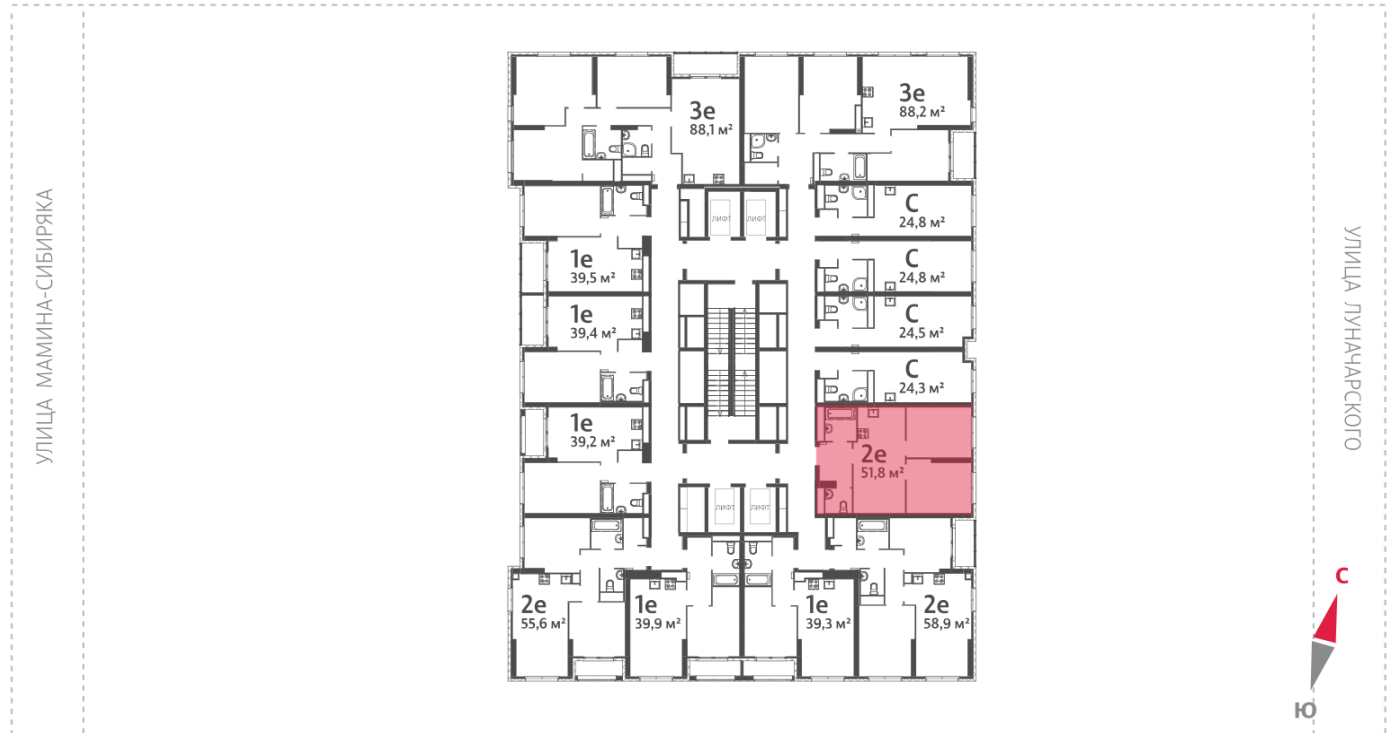 УЛИЦА МАМИНА-СИБИРЯКА
3е
88,1 м²
3е
88,2 м²
ЛИФТ
ЛИФТ
С
24,8 м²
1е
39,5 м²
С
24,8 м²
1е
39,4 м²
С
24,5 м²
С
24,3 м²
1е
39,2 м²
2е
51,8 м²
ЛИФТ
ЛИФТ
2е
55,6 м²
1е
39,9 м²
1е
39,3 м²
2е
58,9 м²
УЛИЦА ЛУНАЧАРСКОГО
С
Ю